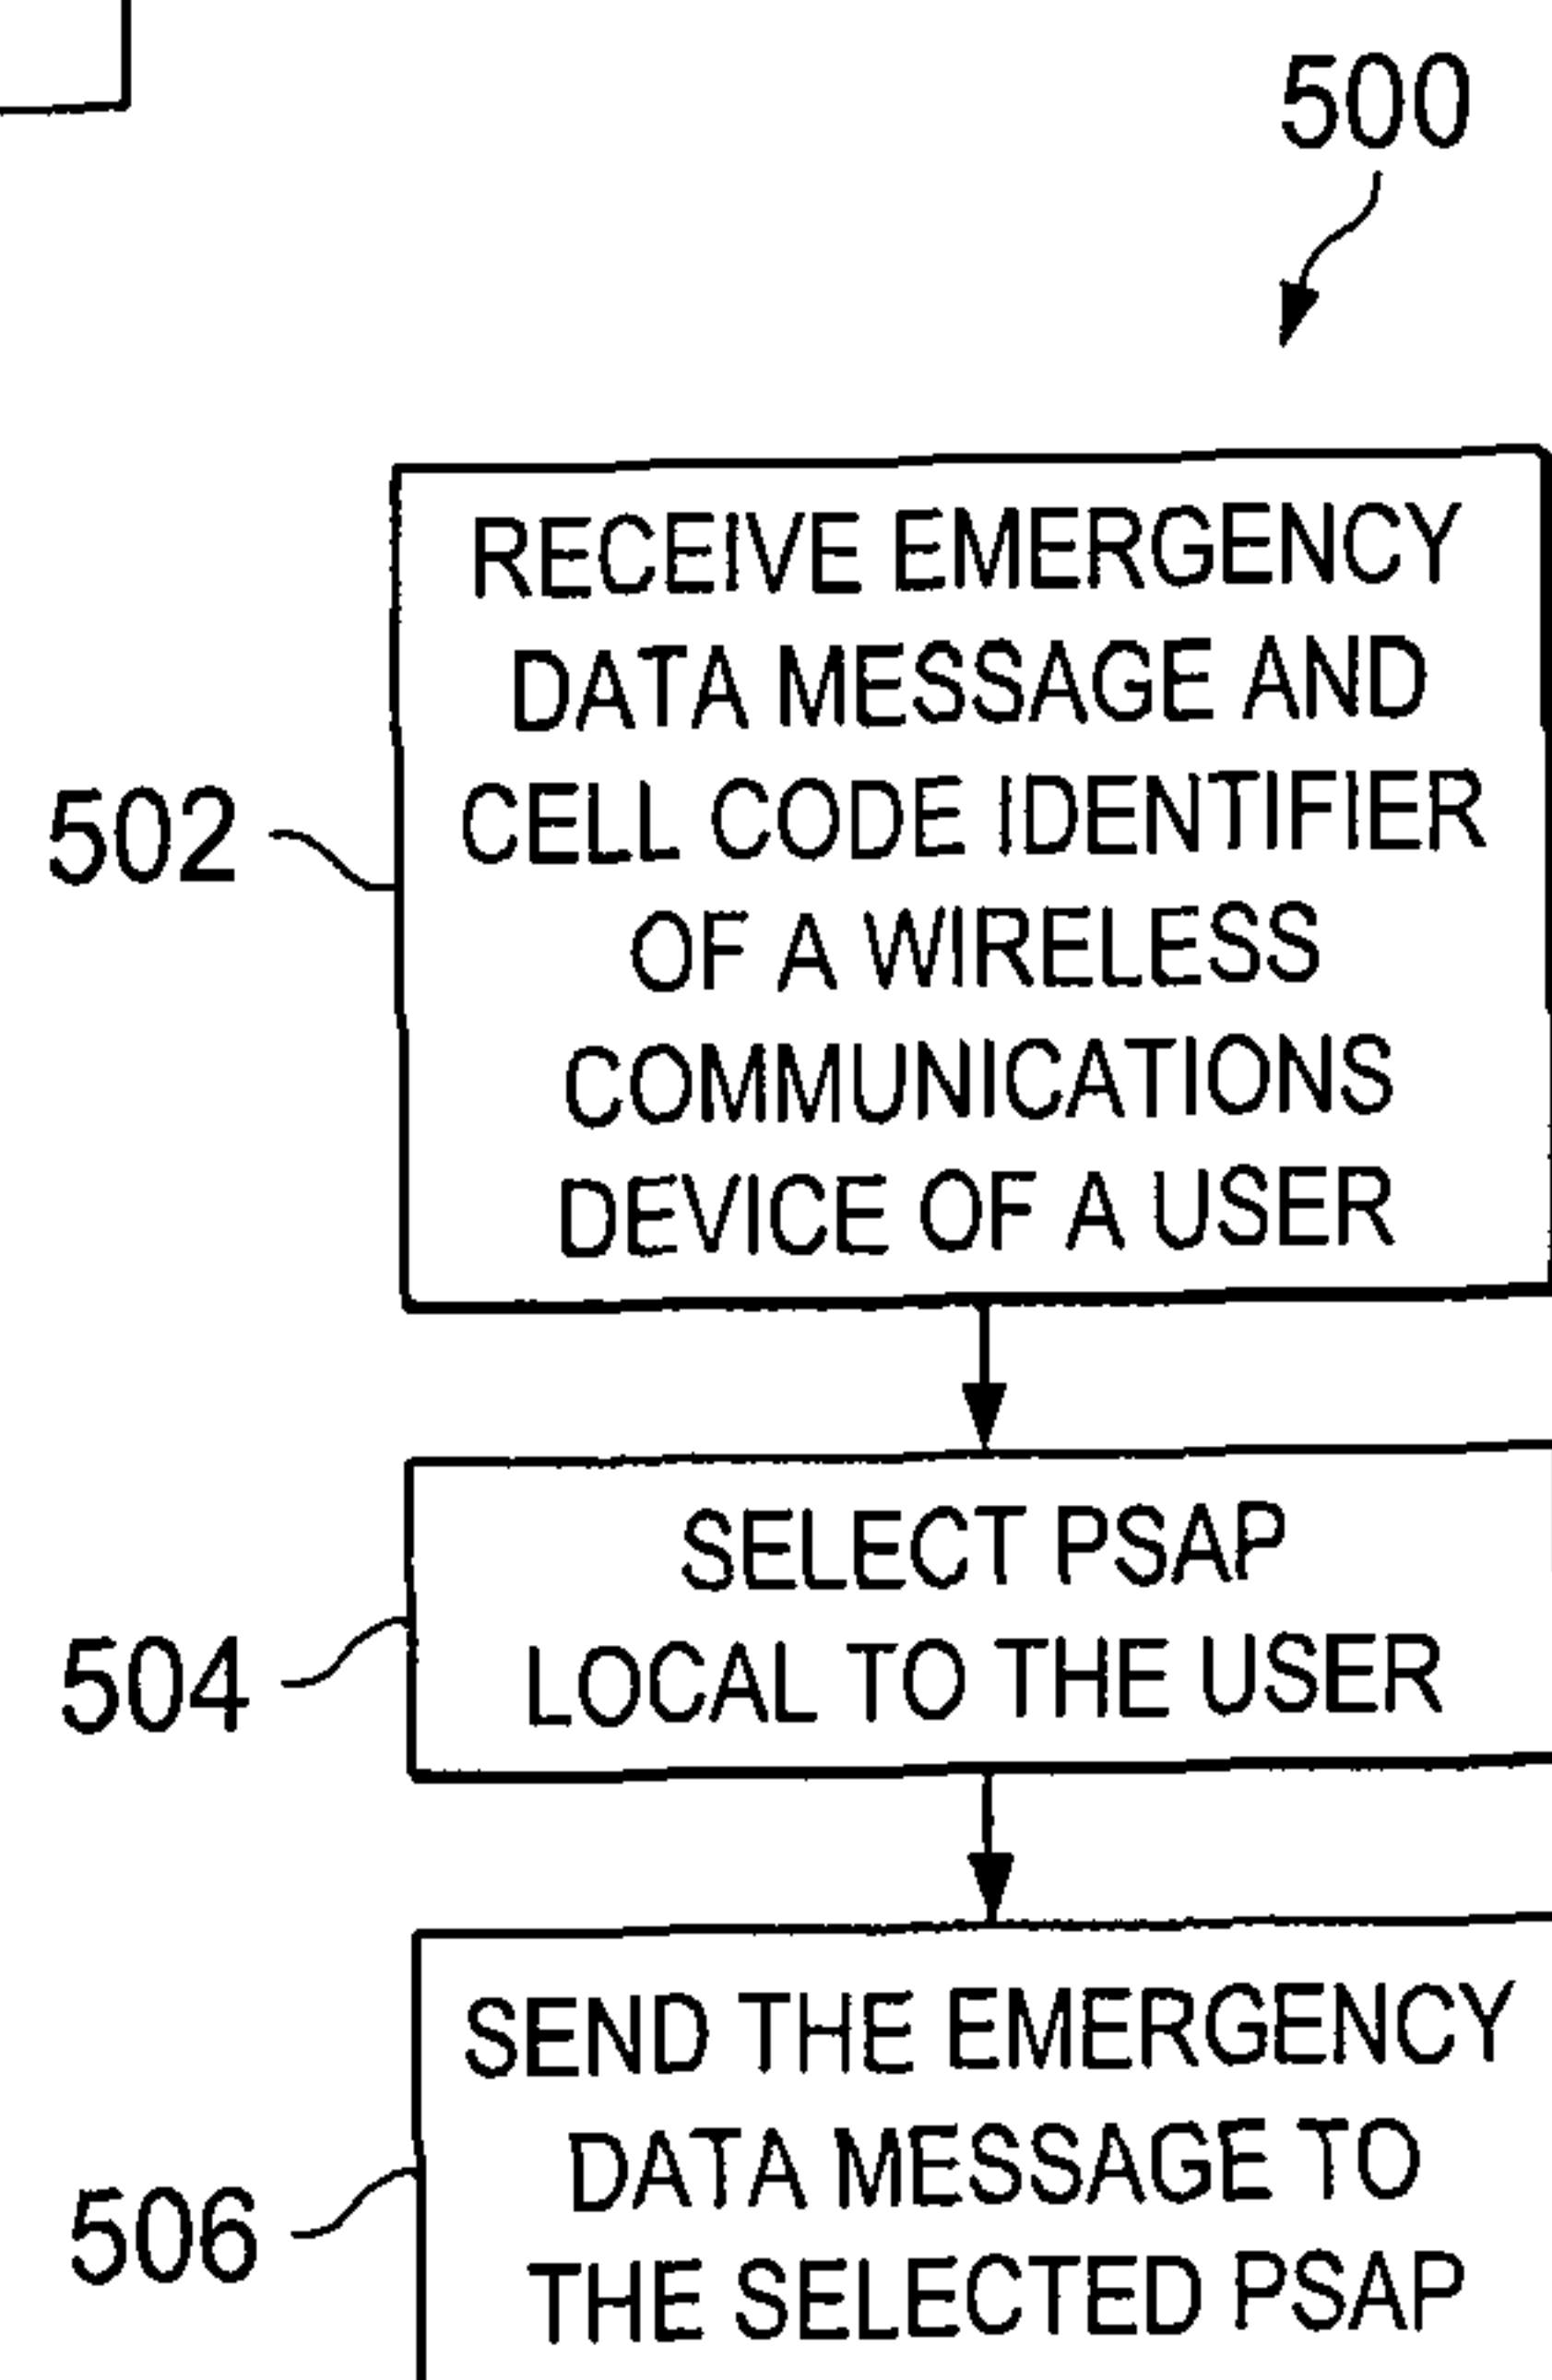 500
RECEIVE EMERGENCY
DATA MESSAGE AND
CELL CODE IDENTIFIER
OF A WIRELESS
COMMUNICATIONS
DEVICE OF A USER
502
SELECT PSAP
LOCAL TO THE USER
504
SEND THE EMERGENCY
DATA MESSAGE TO
THE SELECTED PSAP
506